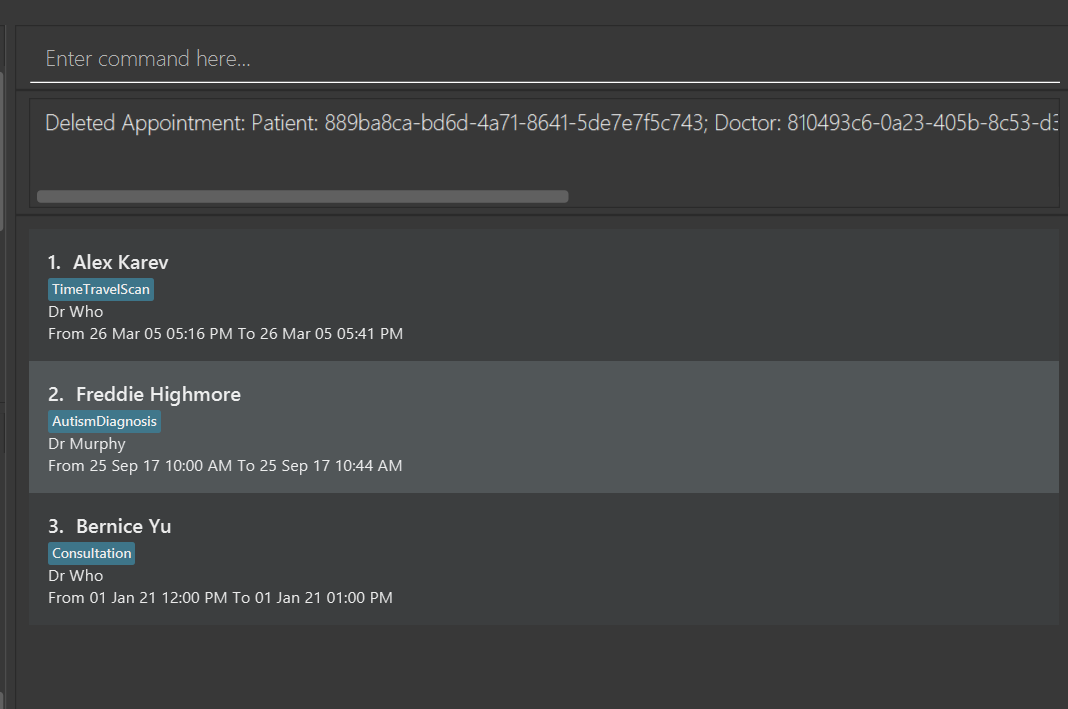 Enter command here...
Deleted Appointment: Patient: 889ba8ca-bd6d-4a71-8641-5de7e7f5c743; Doctor: 810493c6-0a23-405b-8c53-d3
1. Alex Karev
TimeTravelScan
Dr Who
From 26 Mar 05 05:16 PM To 26 Mar 05 05:41 PM
2. Freddie Highmore
AutismDiagnosis
Dr Murphy
From 25 Sep 17 10:00 AM To 25 Sep 17 10:44 AM
3. Bernice Yu
Consultation
Dr Who
From 01 Jan 21 12:00 PM To 01 Jan 21 01:00 PM